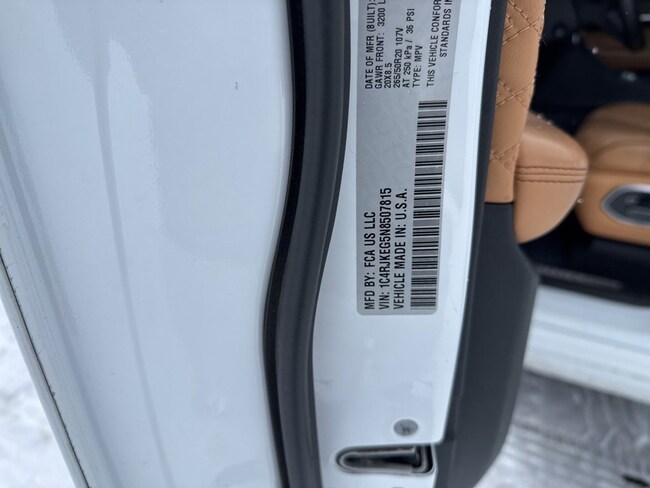 MFD BY: FCA US LLC
VIN: 1C4RJKEG5N8507815
VEHICLE MADE IN: U.S.A.
DATE OF MFR (BUILT):
GAWR FRONT: 3200 L
20X8.5
265/50R20 107V
AT 250 kPa / 36 PSI
TYPE: MPV
THIS VEHICLE CONFOR
STANDARDS IN